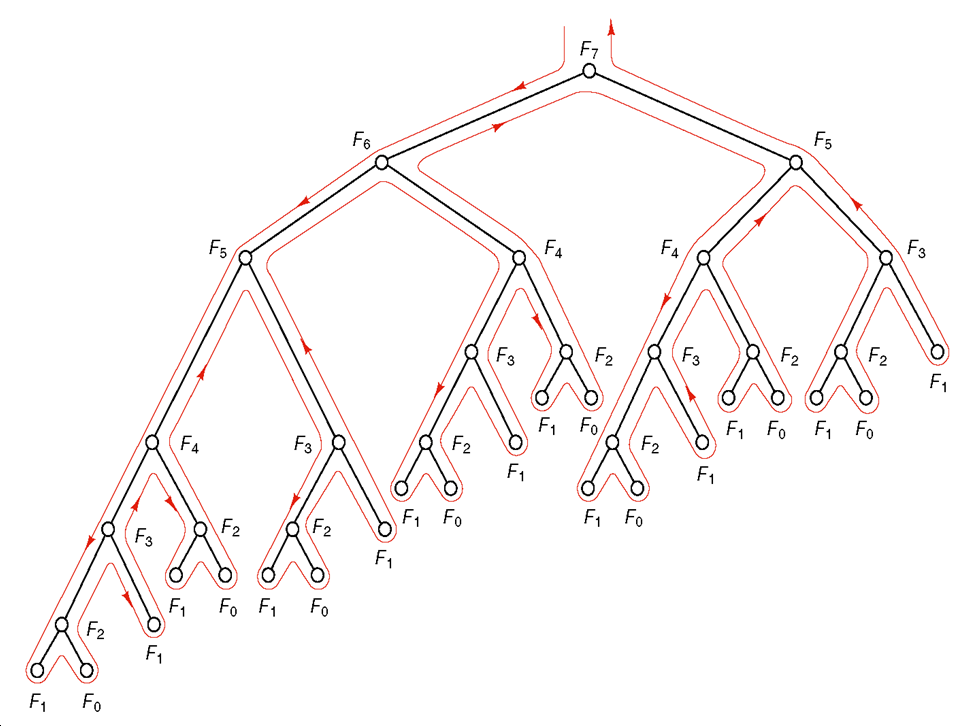 F₇
F₆ F₅
F₅ F₄ F₄ F₃
F₃ F₂ F₃ F₂ F₂ F₁
F₁ F₀ F₁ F₀ F₁ F₀
F₄ F₃ F₂ F₁ F₂ F₁
F₁ F₀ F₁ F₀
F₃ F₂ F₂ F₁
F₁ F₀ F₁ F₀
F₂ F₁
F₁ F₀